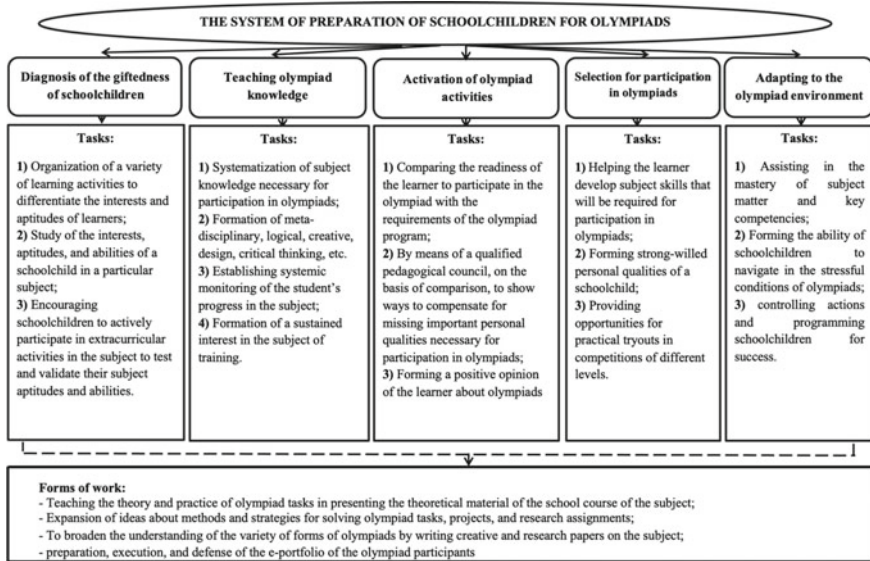 THE SYSTEM OF PREPARATION OF SCHOOLCHILDREN FOR OLYMPIADS
Diagnosis of the giftedness
of schoolchildren
Tasks:
1) Organization of a variety
of learning activities to
differentiate the interests and
aptitudes of learners;
2) Study of the interests,
aptitudes, and abilities of a
schoolchild in a particular
subject;
3) Encouraging
schoolchildren to actively
participate in extracurricular
activities in the subject to test
and validate their subject
aptitudes and abilities.
Teaching olympiad
knowledge
Tasks:
1) Systematization of subject
knowledge necessary for
participation in olympiads;
2) Formation of meta-
disciplinary, logical, creative,
design, critical thinking, etc.
3) Establishing systemic
monitoring of the student's
progress in the subject;
4) Formation of a sustained
interest in the subject of
training.
Activation of olympiad
activities
Tasks:
1) Comparing the readiness of
the learner to participate in the
olympiad with the
requirements of the olympiad
program;
2) By means of a qualified
pedagogical council, on the
basis of comparison, to show
ways to compensate for
missing important personal
qualities necessary for
participation in olympiads;
3) Forming a positive opinion
of the learner about olympiads
Selection for participation
in olympiads
Tasks:
1) Helping the learner
develop subject skills that
will be required for
participation in
olympiads;
2) Forming strong-willed
personal qualities of a
schoolchild;
3) Providing
opportunities for
practical tryouts in
competitions of different
levels.
Adapting to the
olympiad environment
Tasks:
1) Assisting in the
mastery of subject
matter and key
competencies;
2) Forming the ability of
schoolchildren to
navigate in the stressful
conditions of olympiads;
3) controlling actions
and programming
schoolchildren for
success.
Forms of work:
- Teaching the theory and practice of olympiad tasks in presenting the theoretical material of the school course of the subject;
- Expansion of ideas about methods and strategies for solving olympiad tasks, projects, and research assignments;
- To broaden the understanding of the variety of forms of olympiads by writing creative and research papers on the subject;
- preparation, execution, and defense of the e-portfolio of the olympiad participants